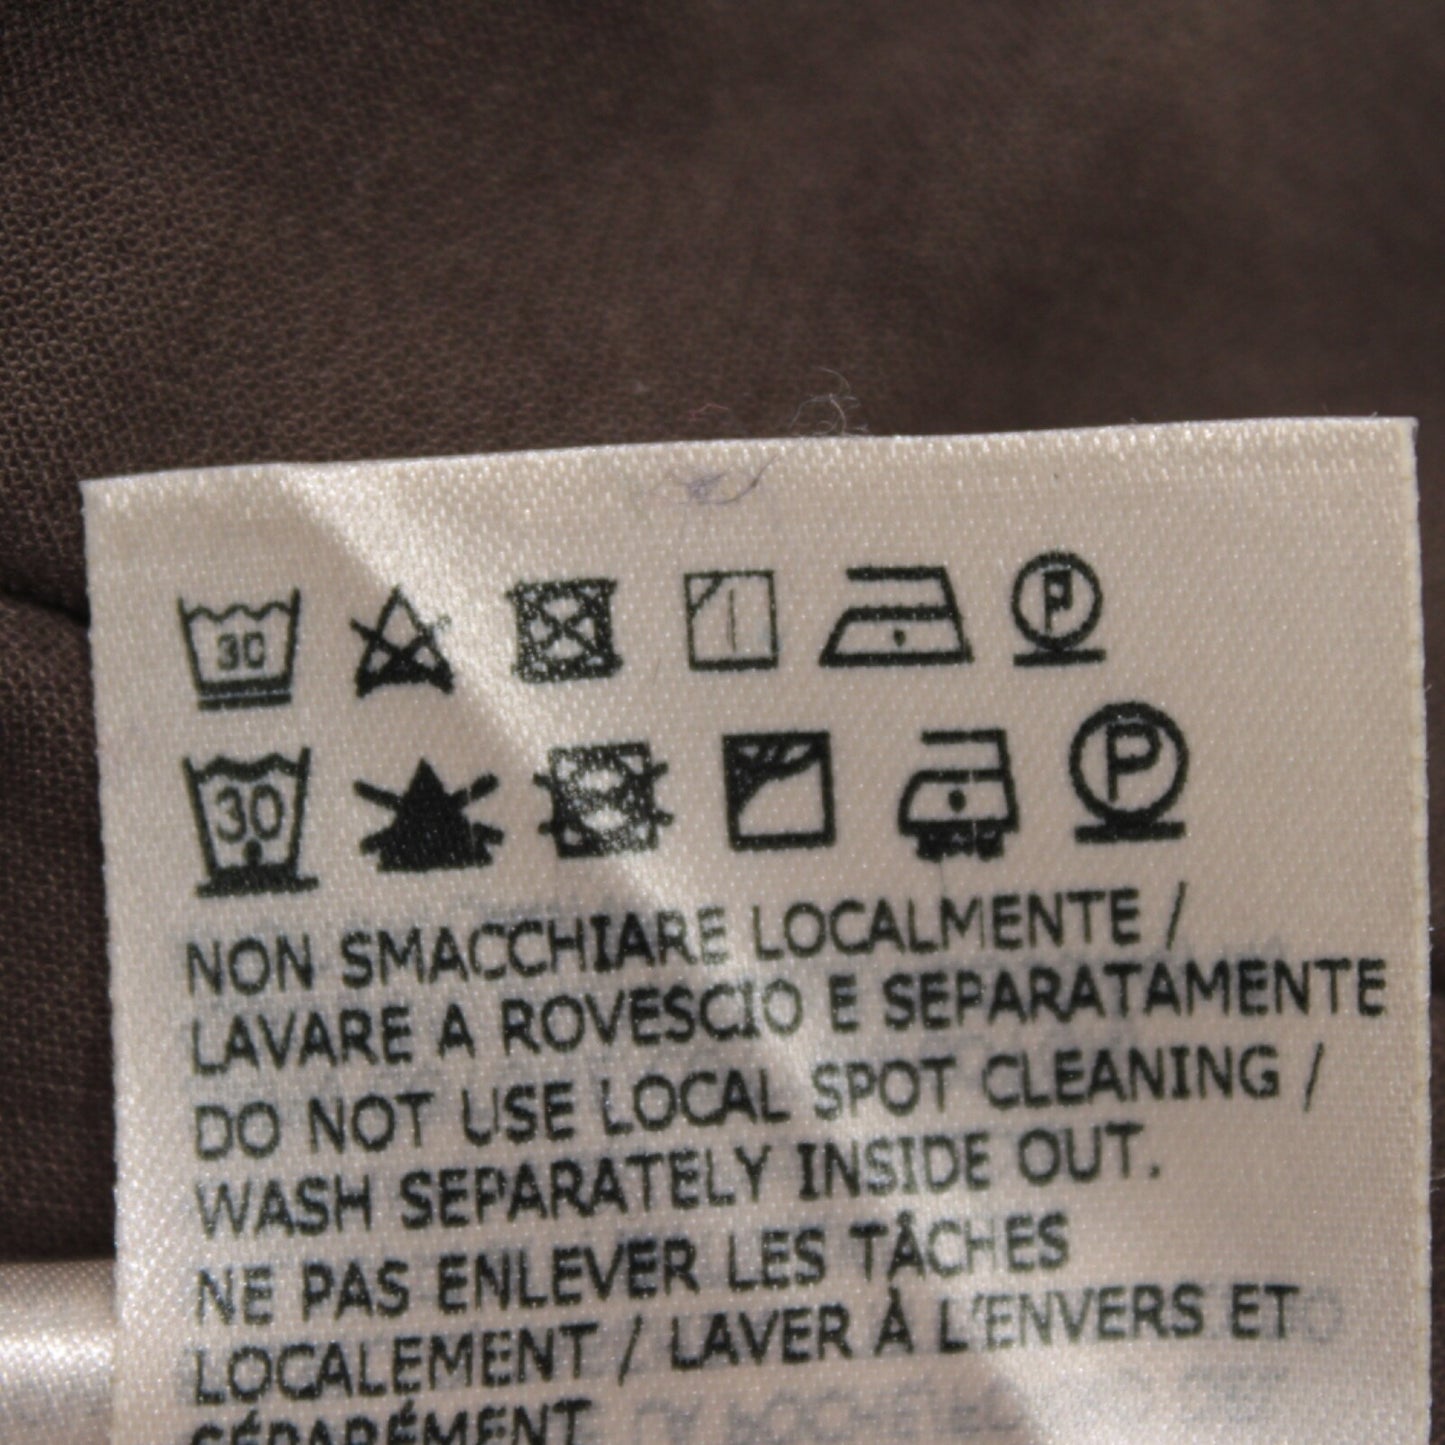 30 P
30 P
NON SMACCHIARE LOCALMENTE /
LAVARE A ROVESCIO E SEPARATAMENTE
DO NOT USE LOCAL SPOT CLEANING /
WASH SEPARATELY INSIDE OUT.
NE PAS ENLEVER LES TÂCHES
LOCALEMENT / LAVER À L'ENVERS ET
SÉPARÉMENT